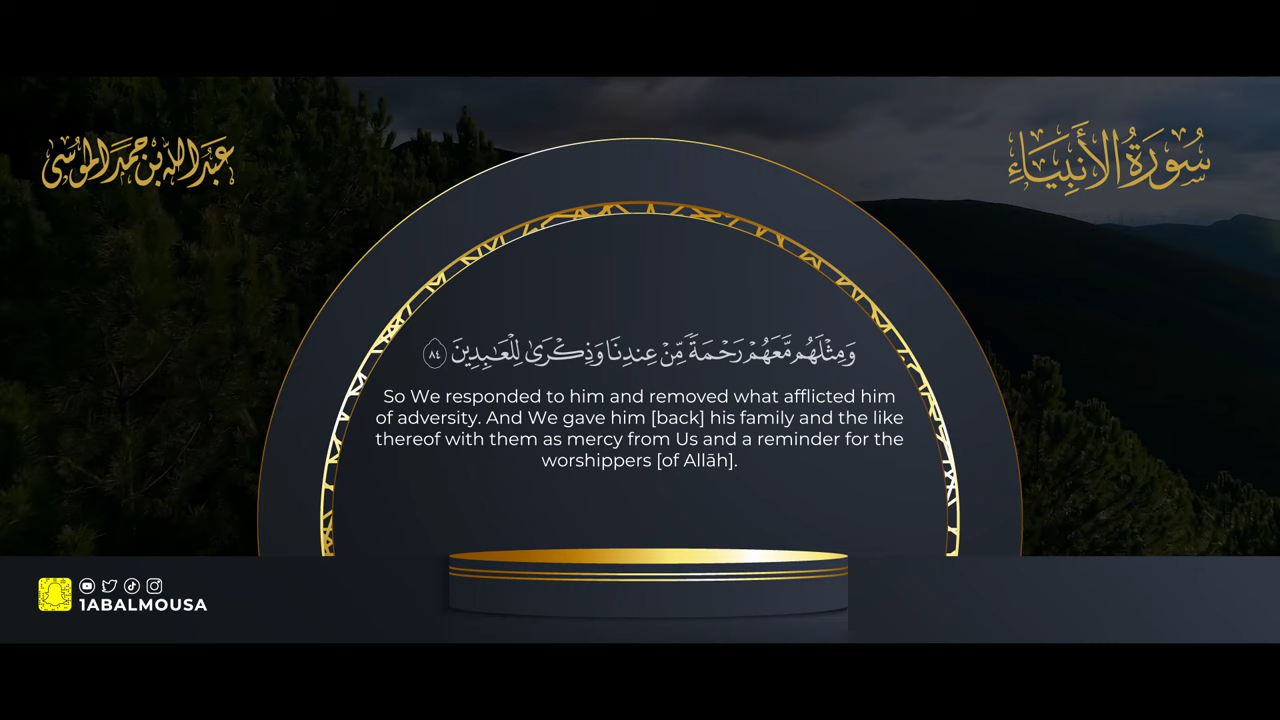 عبدالله بن حمد الموسى
سُورَةُ الأَنبِيَاءِ
وَمِثْلَهُم مَّعَهُمْ رَحْمَةً مِّنْ عِندِنَا وَذِكْرَىٰ لِلْعَـٰبِدِينَ ٨٤
So We responded to him and removed what afflicted him
of adversity. And We gave him [back] his family and the like
thereof with them as mercy from Us and a reminder for the
worshippers [of Allāh].
1ABALMOUSA